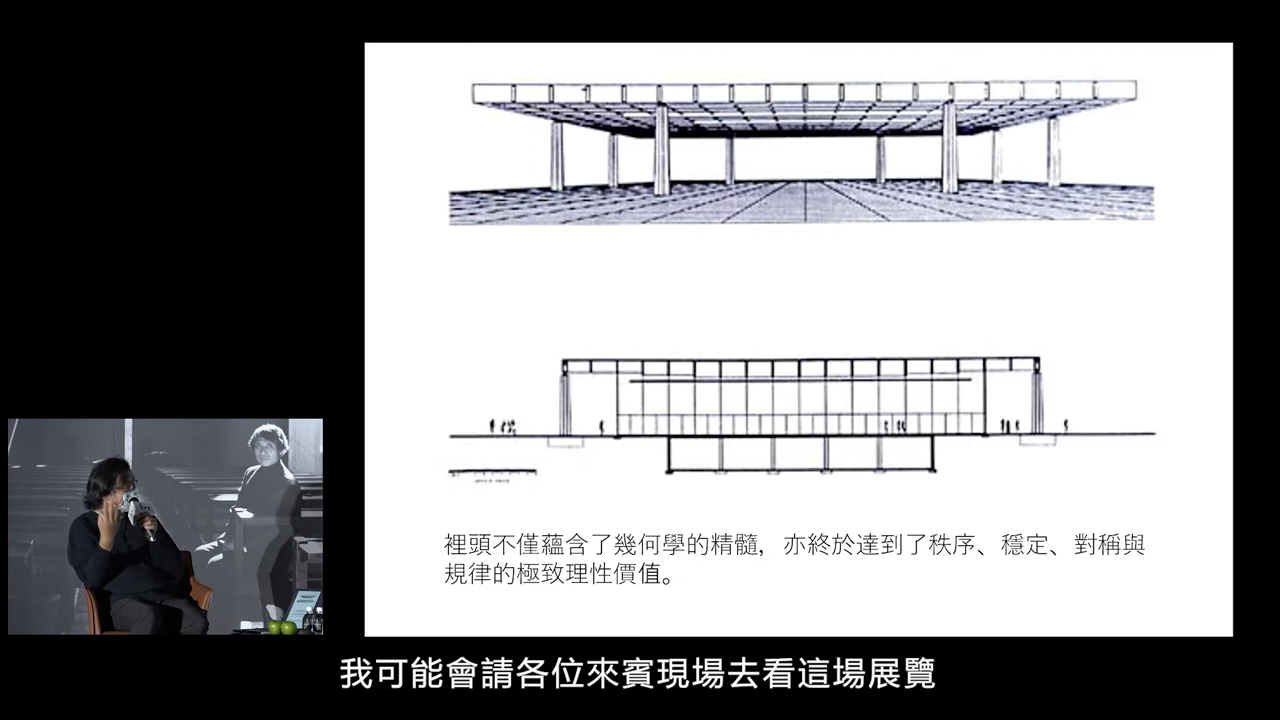 裡頭不僅蘊含了幾何學的精髓，亦終於達到了秩序、穩定、對稱與
規律的極致理性價值。
我可能會請各位來賓現場去看這場展覽